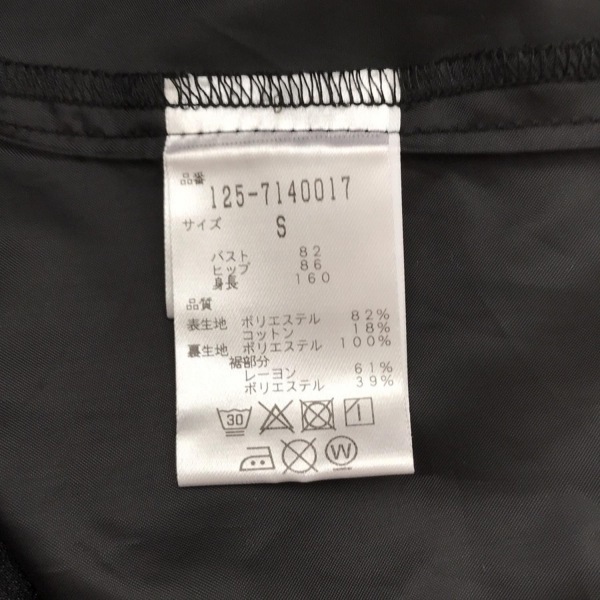 品番
125-7140017
サイズ S
バスト 82
ヒップ 86
身長 160
品質
表生地 ポリエステル 82%
コットン 18%
裏生地 ポリエステル 100%
裾部分
レーヨン 61%
ポリエステル 39%
30
W